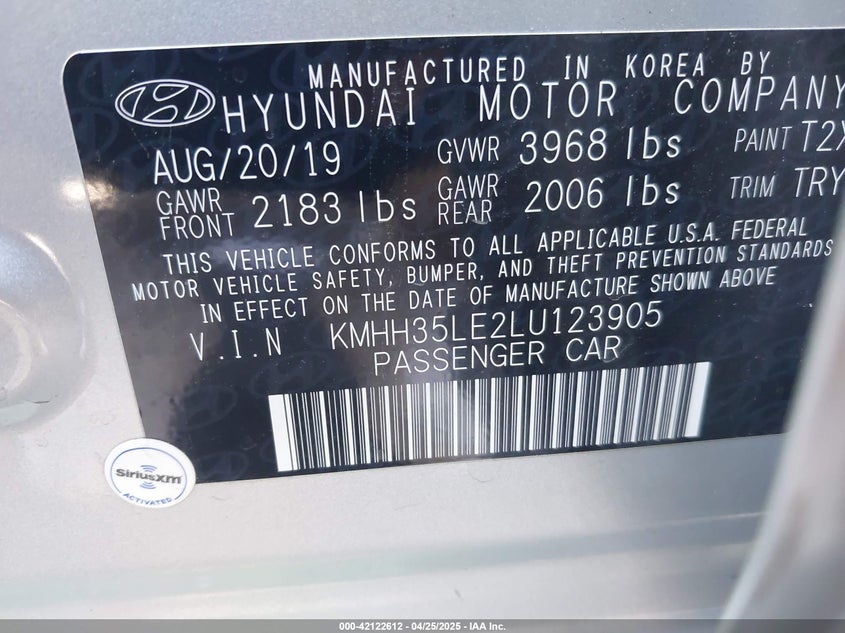 MANUFACTURED IN KOREA BY
HYUNDAI MOTOR COMPANY
AUG/20/19 GVWR 3968 lbs PAINT T2X
GAWR FRONT 2183 lbs GAWR REAR 2006 lbs TRIM TRY
THIS VEHICLE CONFORMS TO ALL APPLICABLE U.S.A. FEDERAL
MOTOR VEHICLE SAFETY, BUMPER, AND THEFT PREVENTION STANDARDS
IN EFFECT ON THE DATE OF MANUFACTURE SHOWN ABOVE
V.I.N KMHH35LE2LU123905
PASSENGER CAR
SiriusXM
ACTIVATED
000-42122612 - 04/25/2025 - IAA Inc.